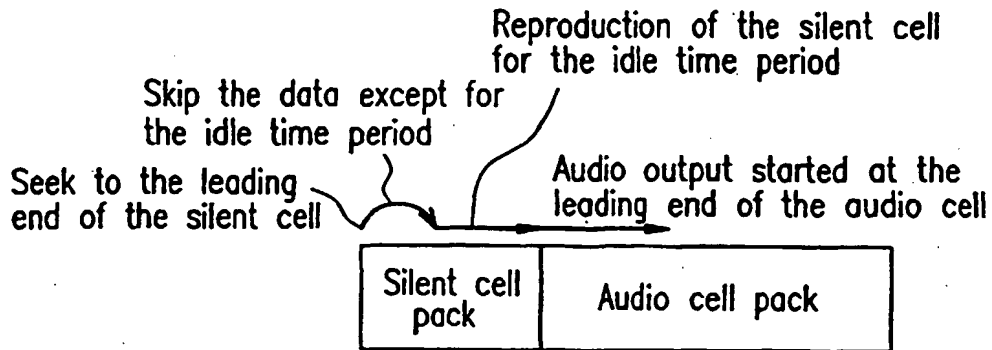 Reproduction of the silent cell
for the idle time period
Skip the data except for
the idle time period
Seek to the leading
end of the silent cell
Audio output started at the
leading end of the audio cell
Silent cell
pack
Audio cell pack